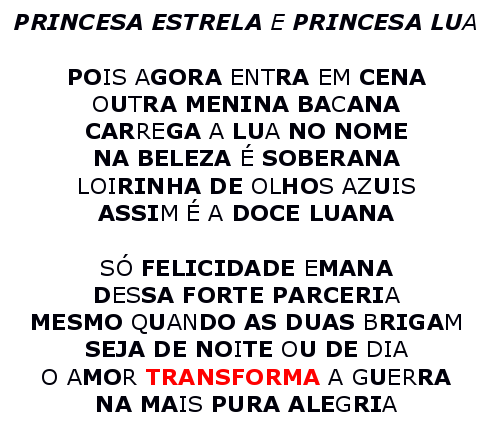 PRINCESA ESTRELA E PRINCESA LUA
POIS AGORA ENTRA EM CENA
OUTRA MENINA BACANA
CARREGA A LUA NO NOME
NA BELEZA É SOBERANA
LOIRINHA DE OLHOS AZUIS
ASSIM É A DOCE LUANA
SÓ FELICIDADE EMANA
DESSA FORTE PARCERIA
MESMO QUANDO AS DUAS BRIGAM
SEJA DE NOITE OU DE DIA
O AMOR TRANSFORMA A GUERRA
NA MAIS PURA ALEGRIA